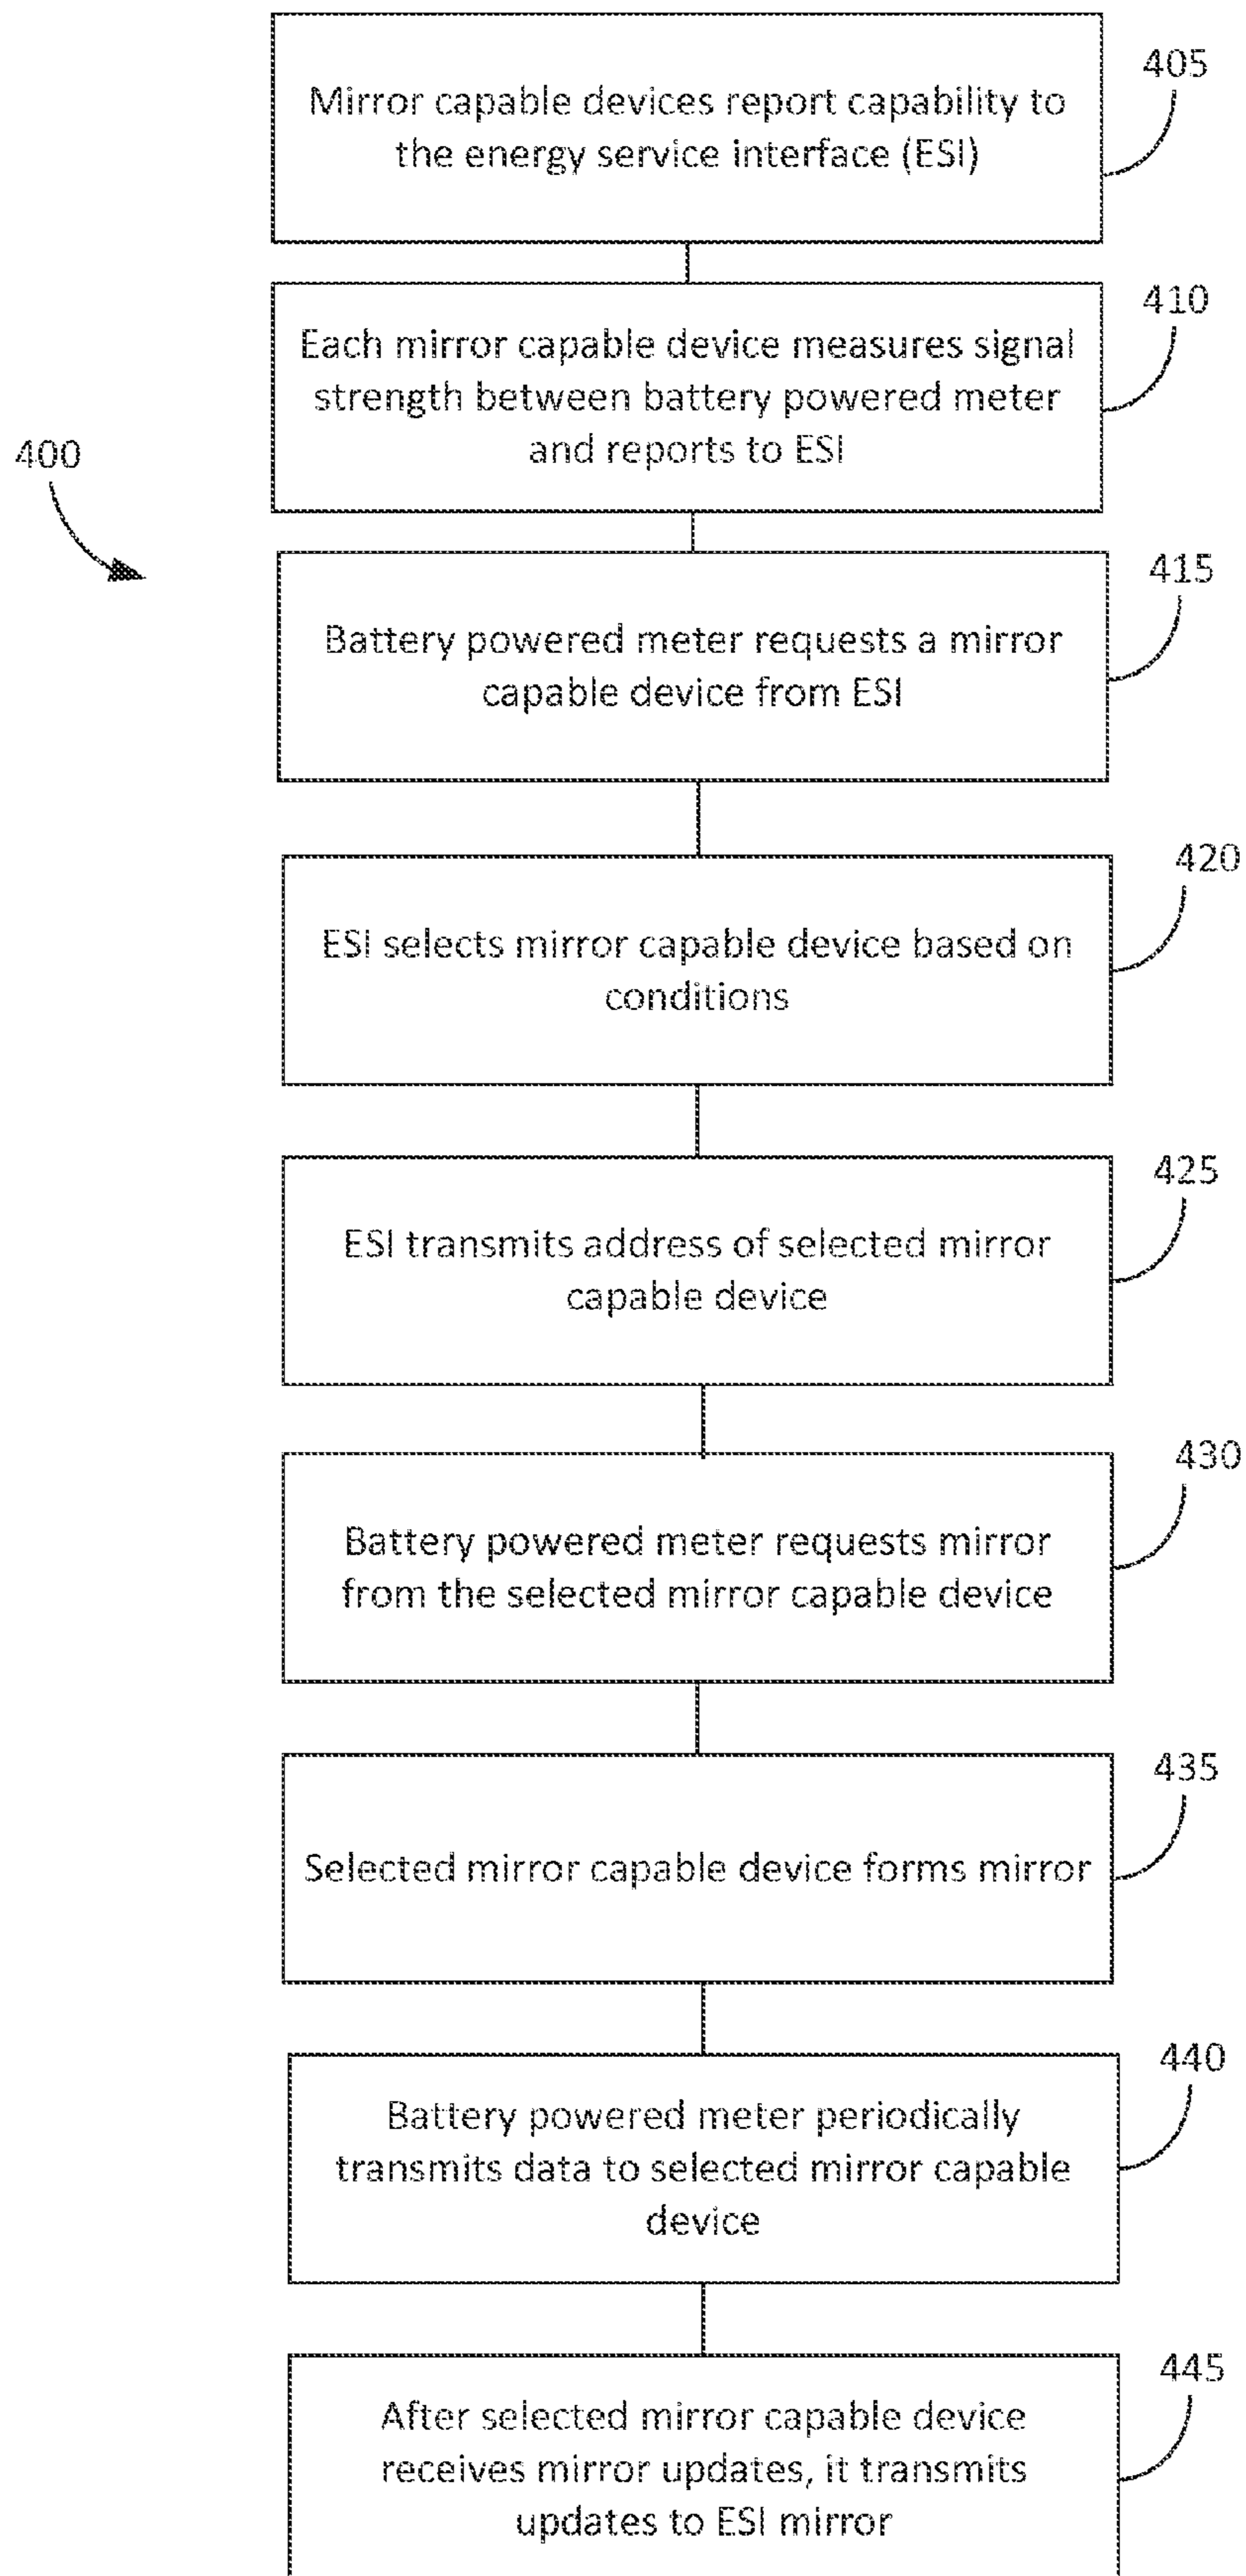 405
Mirror capable devices report capability to
the energy service interface (ESI)
410
Each mirror capable device measures signal
strength between battery powered meter
and reports to ESI
400
415
Battery powered meter requests a mirror
capable device from ESI
420
ESI selects mirror capable device based on
conditions
425
ESI transmits address of selected mirror
capable device
430
Battery powered meter requests mirror
from the selected mirror capable device
435
Selected mirror capable device forms mirror
440
Battery powered meter periodically
transmits data to selected mirror capable
device
445
After selected mirror capable device
receives mirror updates, it transmits
updates to ESI mirror